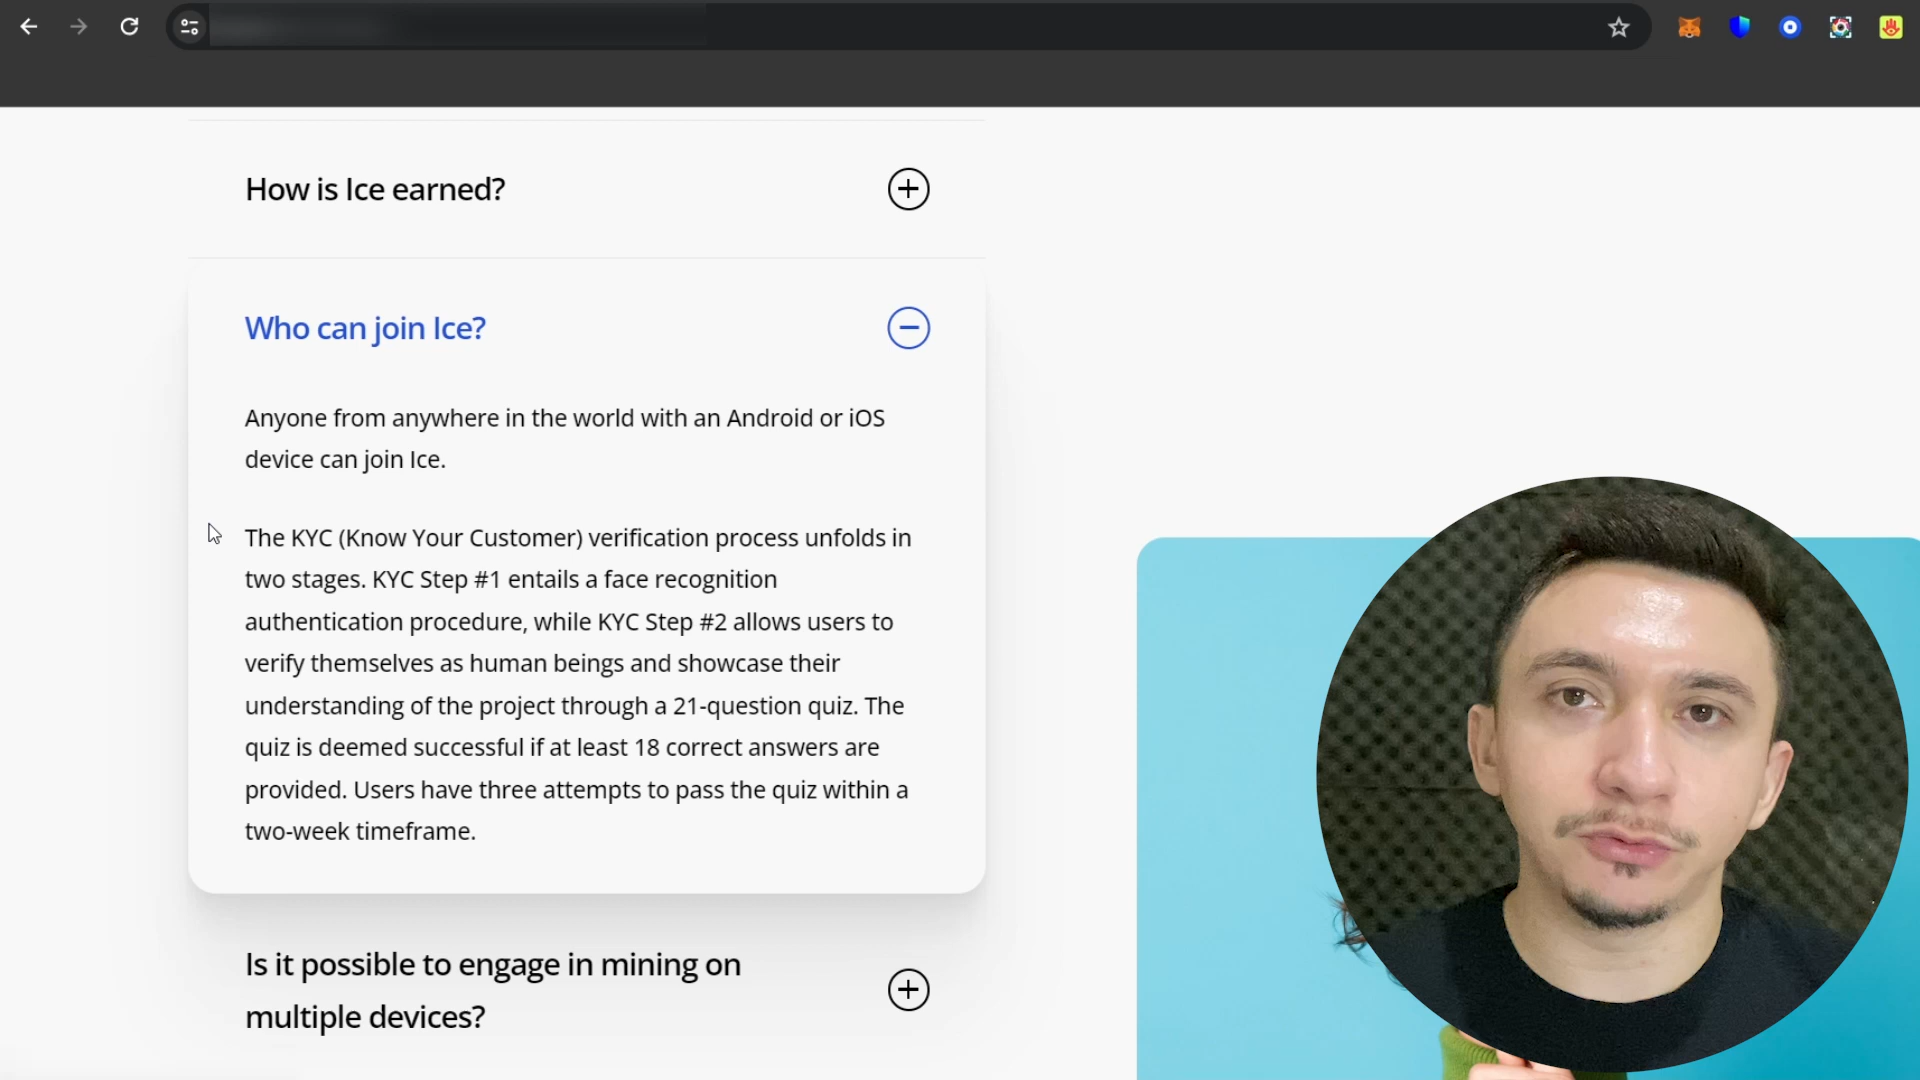 How is Ice earned?
Who can join Ice?
Anyone from anywhere in the world with an Android or iOS
device can join Ice.
The KYC (Know Your Customer) verification process unfolds in
two stages. KYC Step #1 entails a face recognition
authentication procedure, while KYC Step #2 allows users to
verify themselves as human beings and showcase their
understanding of the project through a 21-question quiz. The
quiz is deemed successful if at least 18 correct answers are
provided. Users have three attempts to pass the quiz within a
two-week timeframe.
Is it possible to engage in mining on
multiple devices?